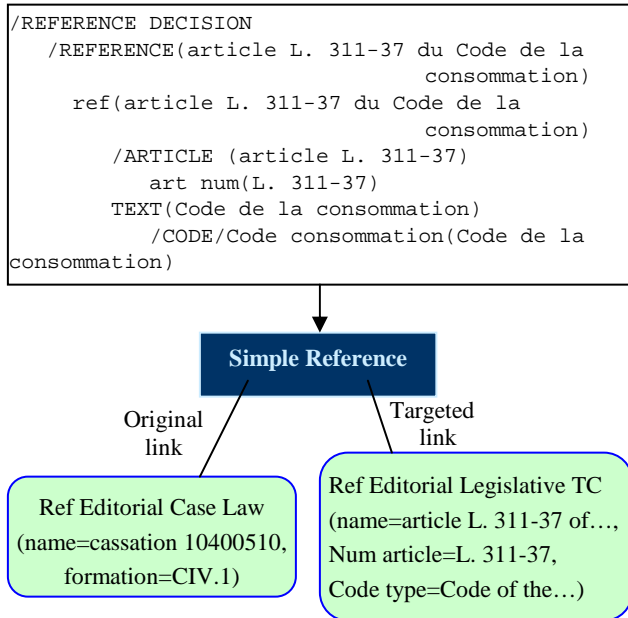 /REFERENCE DECISION
/REFERENCE(article L. 311-37 du Code de la
consommation)
ref(article L. 311-37 du Code de la
consommation)
/ARTICLE (article L. 311-37)
art num(L. 311-37)
TEXT(Code de la consommation)
/CODE/Code consommation(Code de la
consommation)
Simple Reference
Original
link
Targeted
link
Ref Editorial Case Law
(name=cassation 10400510,
formation=CIV.1)
Ref Editorial Legislative TC
(name=article L. 311-37 of…,
Num article=L. 311-37,
Code type=Code of the…)